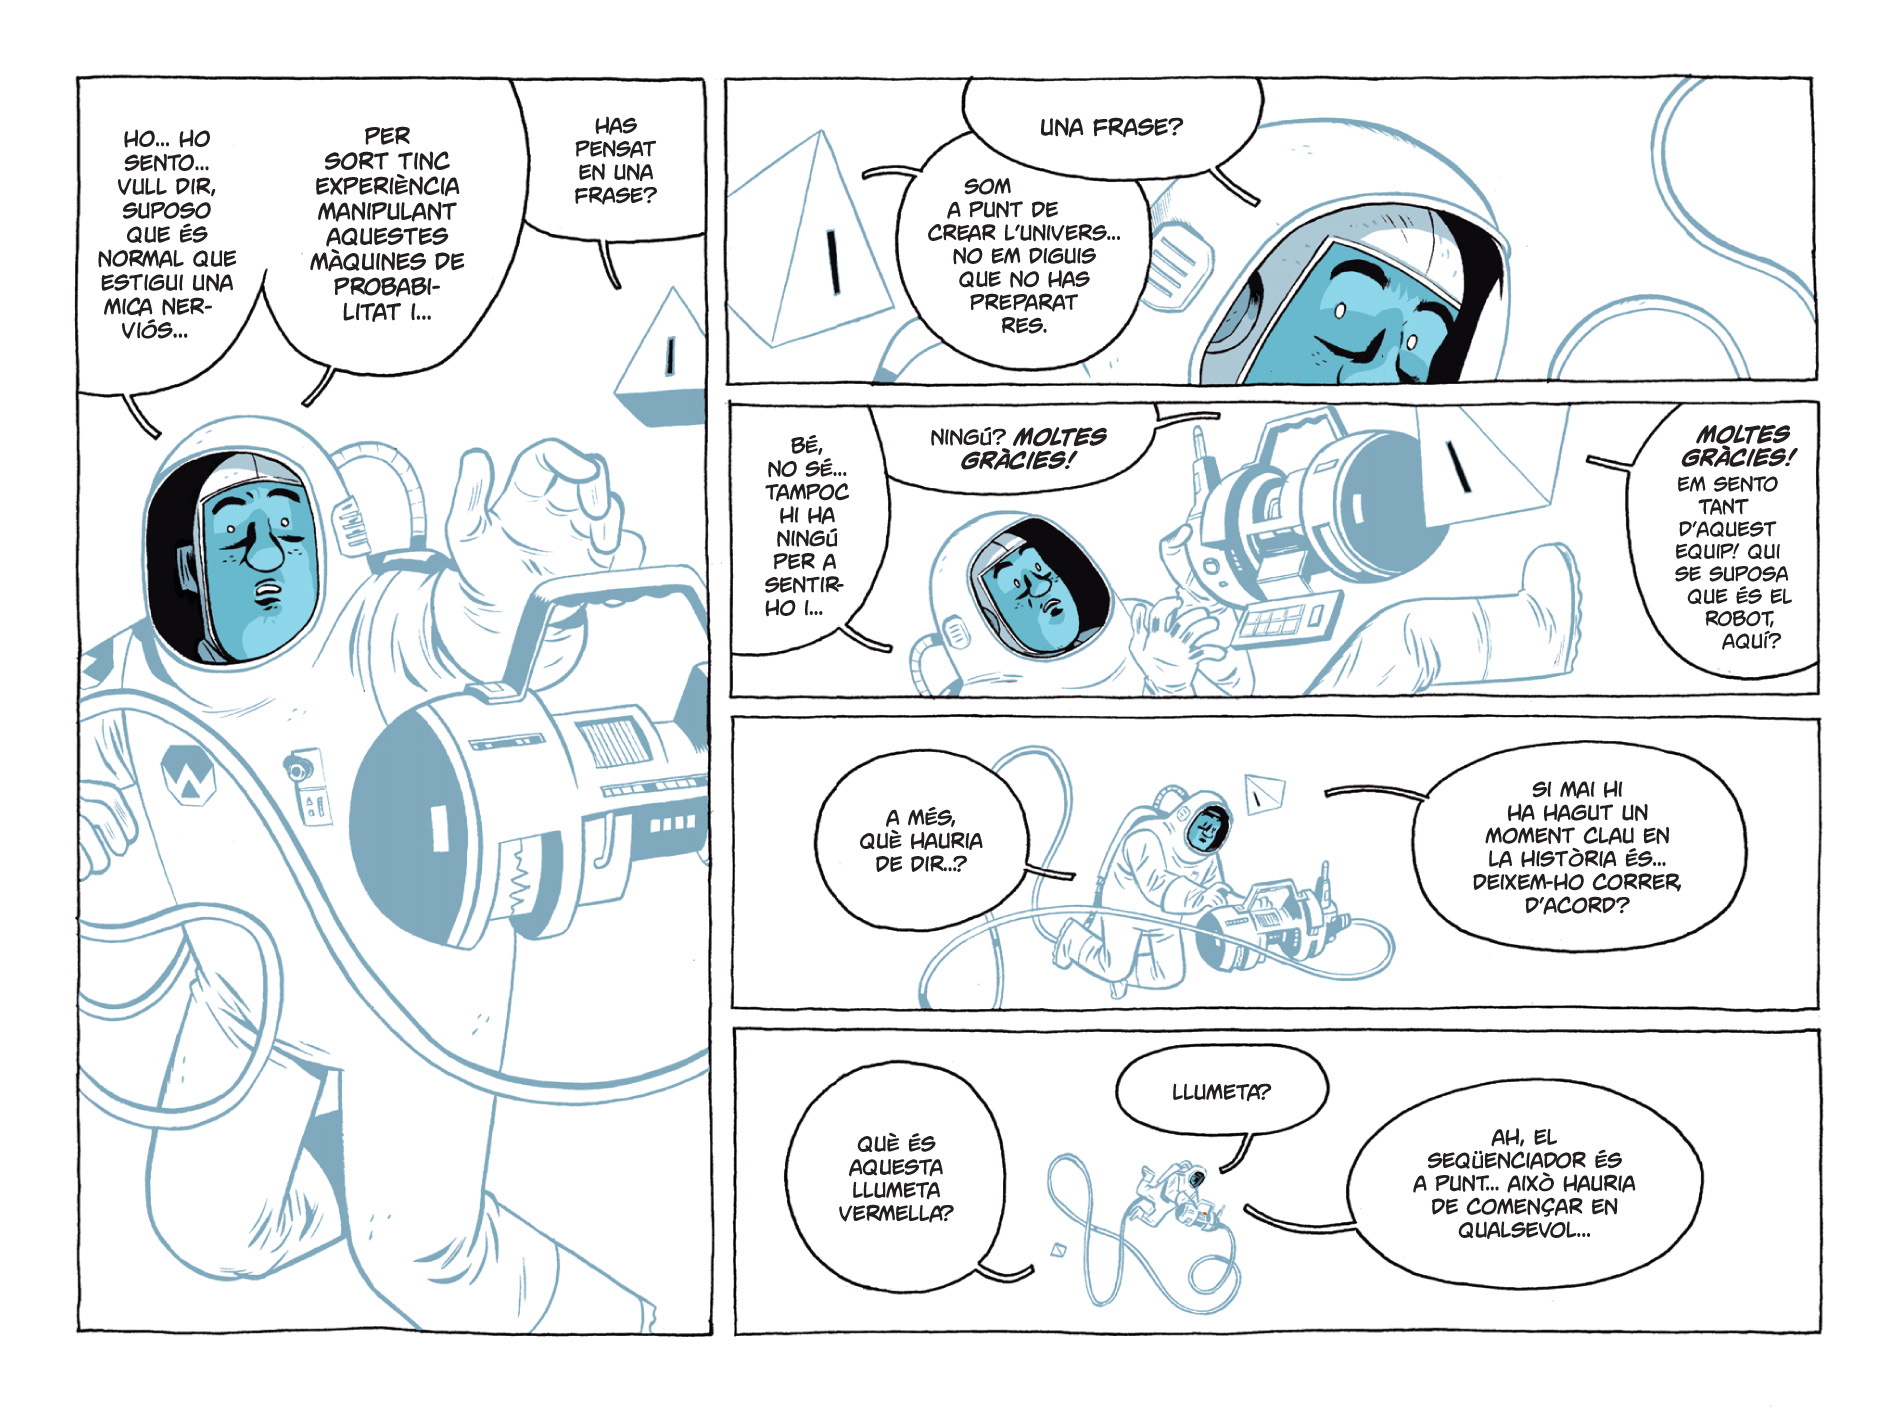 HO... HO
SENTO...
VULL DIR,
SUPOSO
QUE ÉS
NORMAL QUE
ESTIGUI UNA
MICA NER-
VIÓS...
PER
SORT TINC
EXPERIÈNCIA
MANIPULANT
AQUESTES
MÀQUINES DE
PROBABI-
LITAT I...
HAS
PENSAT
EN UNA
FRASE?
UNA FRASE?
SOM
A PUNT DE
CREAR L'UNIVERS...
NO EM DIGUIS
QUE NO HAS
PREPARAT
RES.
BÉ,
NO SÉ...
TAMPOC
HI HA
NINGÚ
PER A
SENTIR-
HO I...
NINGÚ? MOLTES
GRÀCIES!
MOLTES
GRÀCIES!
EM SENTO
TANT
D'AQUEST
EQUIP! QUI
SE SUPOSA
QUE ÉS EL
ROBOT,
AQUÍ?
A MÉS,
QUÈ HAURIA
DE DIR...?
SI MAI HI
HA HAGUT UN
MOMENT CLAU EN
LA HISTÒRIA ÉS...
DEIXEM-HO CORRER,
D'ACORD?
QUÈ ÉS
AQUESTA
LLUMETA
VERMELLA?
LLUMETA?
AH, EL
SEQÜENCIADOR ÉS
A PUNT... AIXÒ HAURIA
DE COMENÇAR EN
QUALSEVOL...